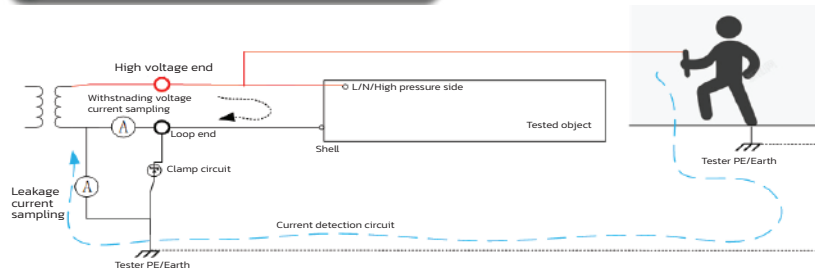 High voltage end
L/N/High pressure side
Withstnading voltage
current sampling
A
Loop end
Tested object
Shell
Tester PE/Earth
Clamp circuit
A
Leakage
current
sampling
Current detection circuit
Tester PE/Earth